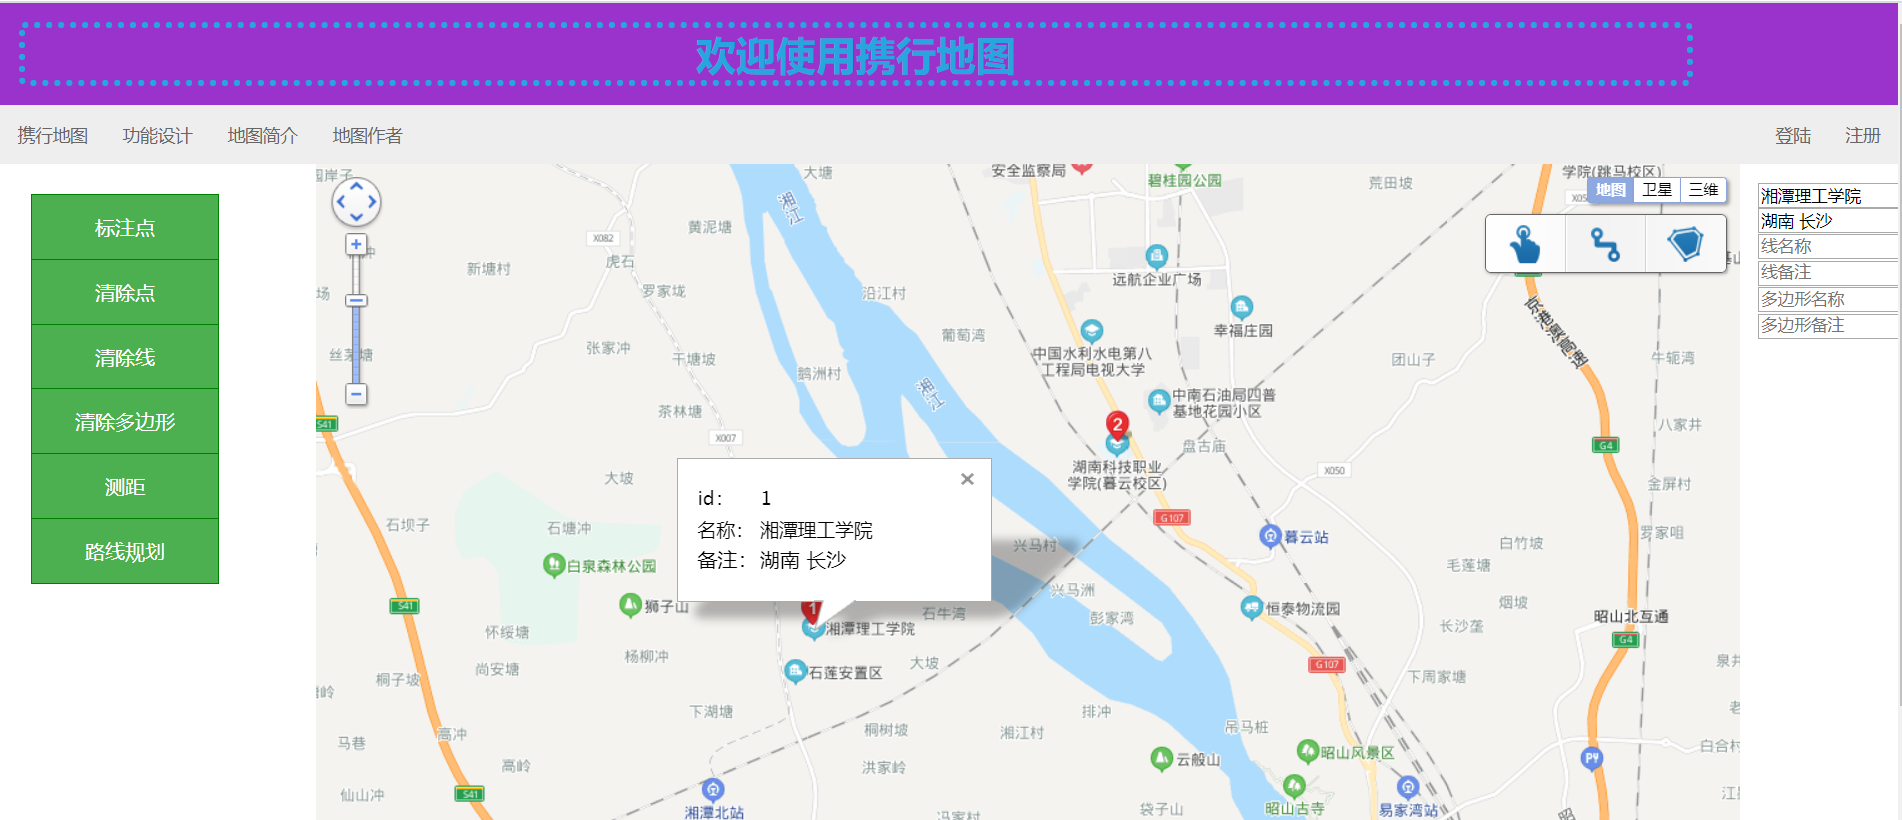 欢迎使用携行地图
携行地图 功能设计 地图简介 地图作者 登陆 注册
标注点
清除点
清除线
清除多边形
测距
路线规划
地图 卫星 三维
湘潭理工学院
湖南 长沙
线名称
线备注
多边形名称
多边形备注
id： 1
名称： 湘潭理工学院
备注： 湖南 长沙
大塘
安全监察局
碧桂园公园
荒田坡
学院(跳马校区)
湘江
黄泥塘
X082
虎石
新塘村
罗家垅
沿江村
远航企业广场
幸福庄园
葡萄湾
中国水利水电第八
工程局电视大学
张家冲
干塘坡
鹅洲村
湘江
京港澳高速
团山子
牛轭湾
中南石油局四普
基地花园小区
茶林塘
S41
X007
2
盘古庙
八家井
G4
湖南科技职业
学院(暮云校区)
X050
金屏村
大坡
石坝子
石塘冲
G107
暮云站
兴马村
白竹坡
罗家咀
白泉森林公园
毛莲塘
兴马洲
狮子山
S41
1
湘潭理工学院
石牛湾
彭家湾
恒泰物流园
烟坡
昭山北互通
长沙垄
G4
怀绥塘
杨柳冲
尚安塘
石莲安置区
大坡
G107
下周家塘
桐子坡
下湖塘
排冲
桐树坡
湘江村
吊马桩
马巷
高冲
高岭
洪家岭
云般山
昭山风景区
白合村
仙山冲
S41
湘潭北站
袋子山
昭山古寺
易家湾站
冯家村